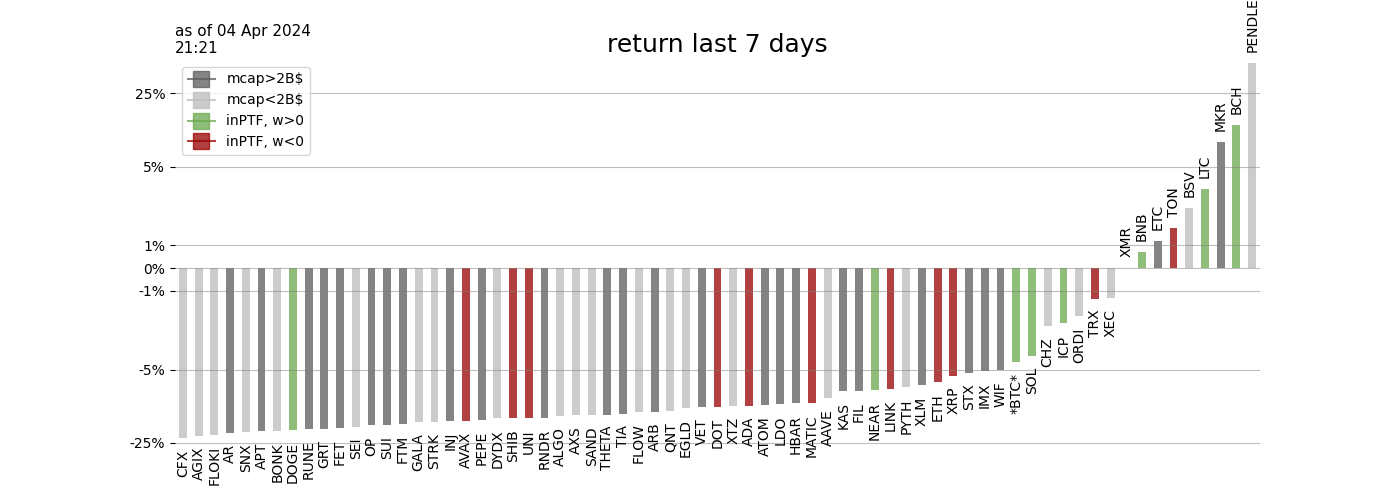 as of 04 Apr 2024
21:21
return last 7 days
mcap>2B$
mcap<2B$
inPTF, w>0
inPTF, w<0
25%
5%
1%
0%
-1%
-5%
-25%
CFX
AGIX
FLOKI
AR
SNX
APT
BONK
DOGE
RUNE
GRT
FET
SEI
OP
SUI
FTM
GALA
STRK
INJ
AVAX
PEPE
DYDX
SHIB
UNI
RNDR
ALGO
AXS
SAND
THETA
TIA
FLOW
ARB
QNT
EGLD
VET
DOT
XTZ
ADA
ATOM
LDO
HBAR
MATIC
AAVE
KAS
FIL
NEAR
LINK
PYTH
XLM
ETH
XRP
STX
IMX
WIF
*BTC*
SOL
CHZ
ICP
ORDI
TRX
XEC
XMR
BNB
ETC
TON
BSV
LTC
MKR
BCH
PENDLE